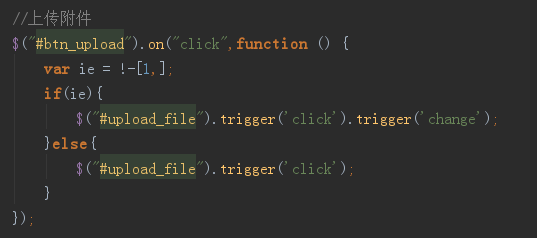 //上传附件
$("#btn_upload").on("click",function () {
    var ie = !-[1,];
    if(ie){
        $("#upload_file").trigger('click').trigger('change');
    }else{
        $("#upload_file").trigger('click');
    }
});